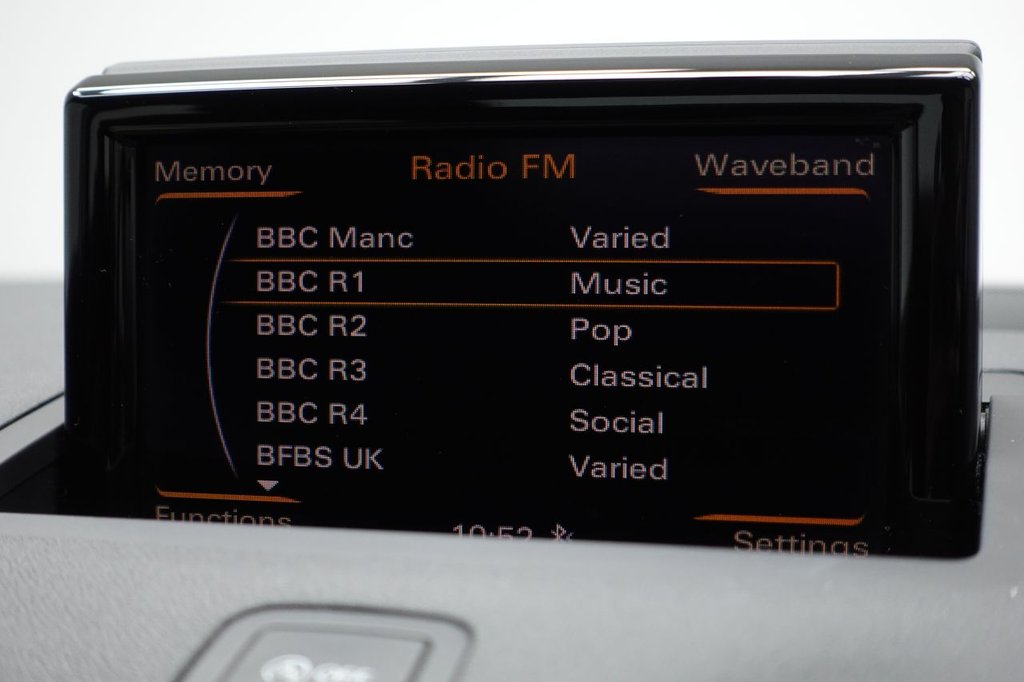 Memory Radio FM Waveband
BBC Manc Varied
BBC R1 Music
BBC R2 Pop
BBC R3 Classical
BBC R4 Social
BFBS UK Varied
Functions 10:52 Settings
OFF